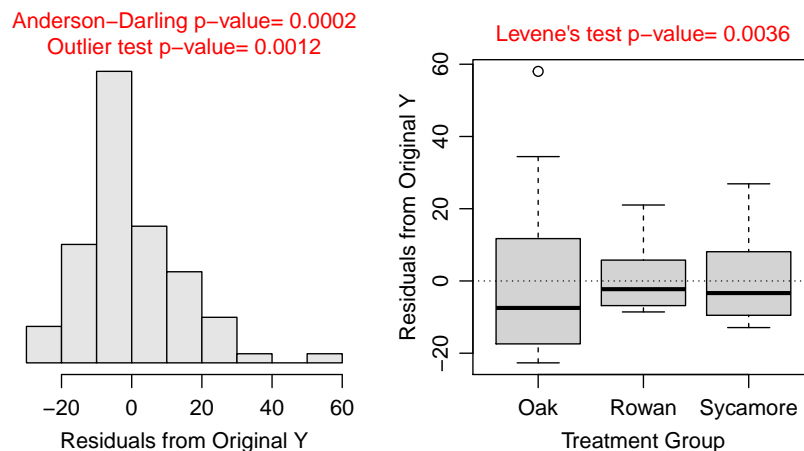 Anderson−Darling p−value= 0.0002
Outlier test p−value= 0.0012
−20 0 20 40 60
Residuals from Original Y
Levene's test p−value= 0.0036
Residuals from Original Y
60
40
20
0
−20
Oak Rowan Sycamore
Treatment Group